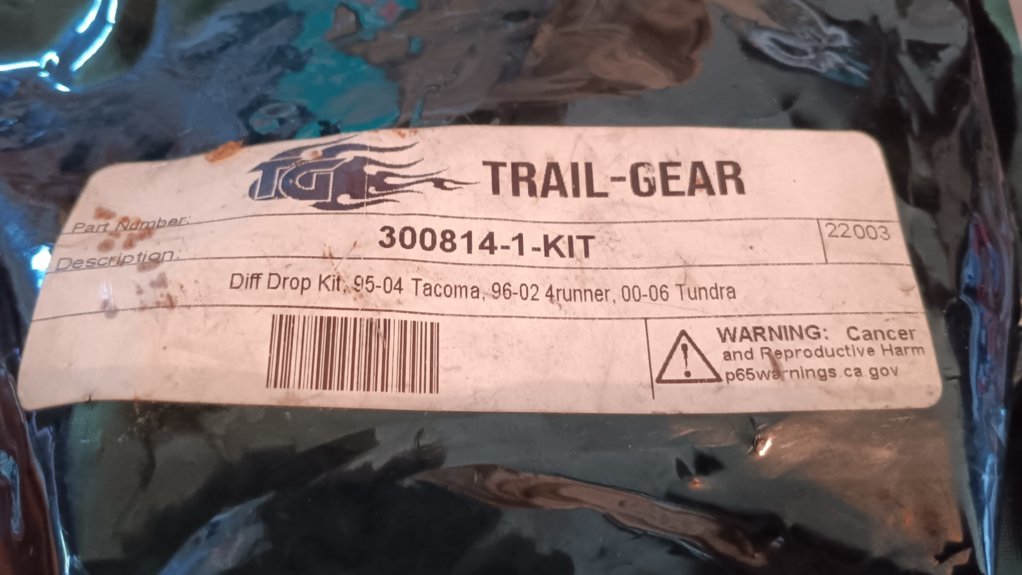 TG
TRAIL-GEAR
Part Number:
300814-1-KIT
22003
Description:
Diff Drop Kit, 95-04 Tacoma, 96-02 4runner, 00-06 Tundra
WARNING: Cancer
and Reproductive Harm
p65warnings.ca.gov